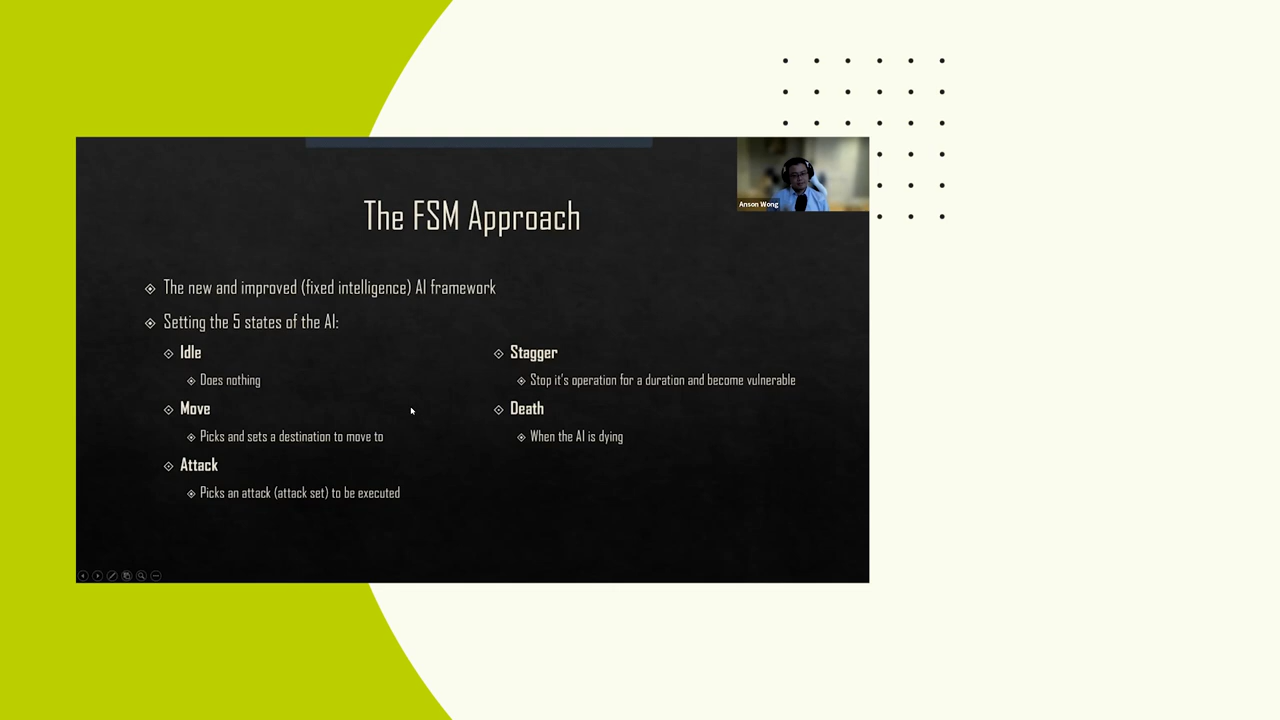 Anson Wong
The FSM Approach
The new and improved (fixed intelligence) AI framework
Setting the 5 states of the AI:
Idle
Does nothing
Move
Picks and sets a destination to move to
Attack
Picks an attack (attack set) to be executed
Stagger
Stop it's operation for a duration and become vulnerable
Death
When the AI is dying